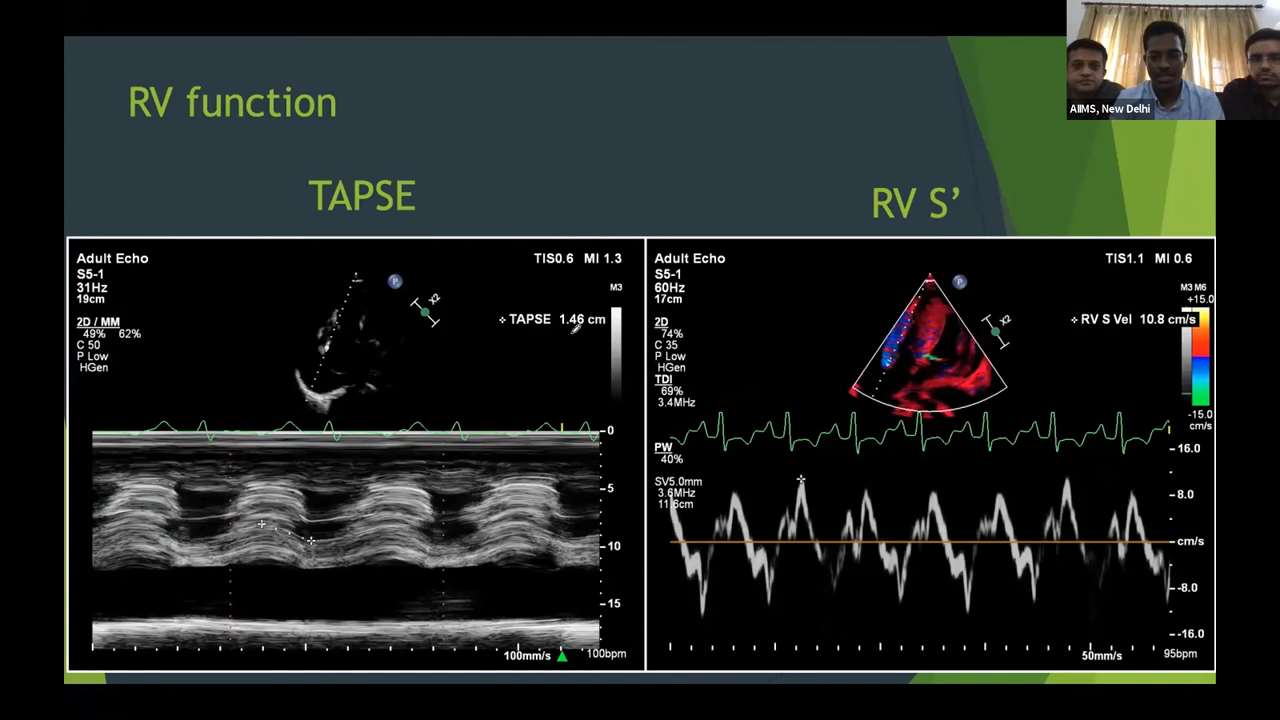 RV function
AIIMS, New Delhi
TAPSE
RV S’
Adult Echo
TIS0.6 MI 1.3
S5-1
31Hz
19cm
M3
2D / MM
49% 62%
C 50
P Low
HGen
P
X2
TAPSE 1.46 cm
0
5
10
15
100mm/s
100bpm
Adult Echo
TIS1.1 MI 0.6
S5-1
60Hz
17cm
M3 M6
+15.0
2D
74%
C 35
P Low
HGen
TDI
69%
3.4MHz
P
X2
RV S Vel 10.8 cm/s
-15.0
cm/s
PW
40%
SV5.0mm
3.6MHz
11.6cm
16.0
8.0
cm/s
-8.0
-16.0
50mm/s
95bpm